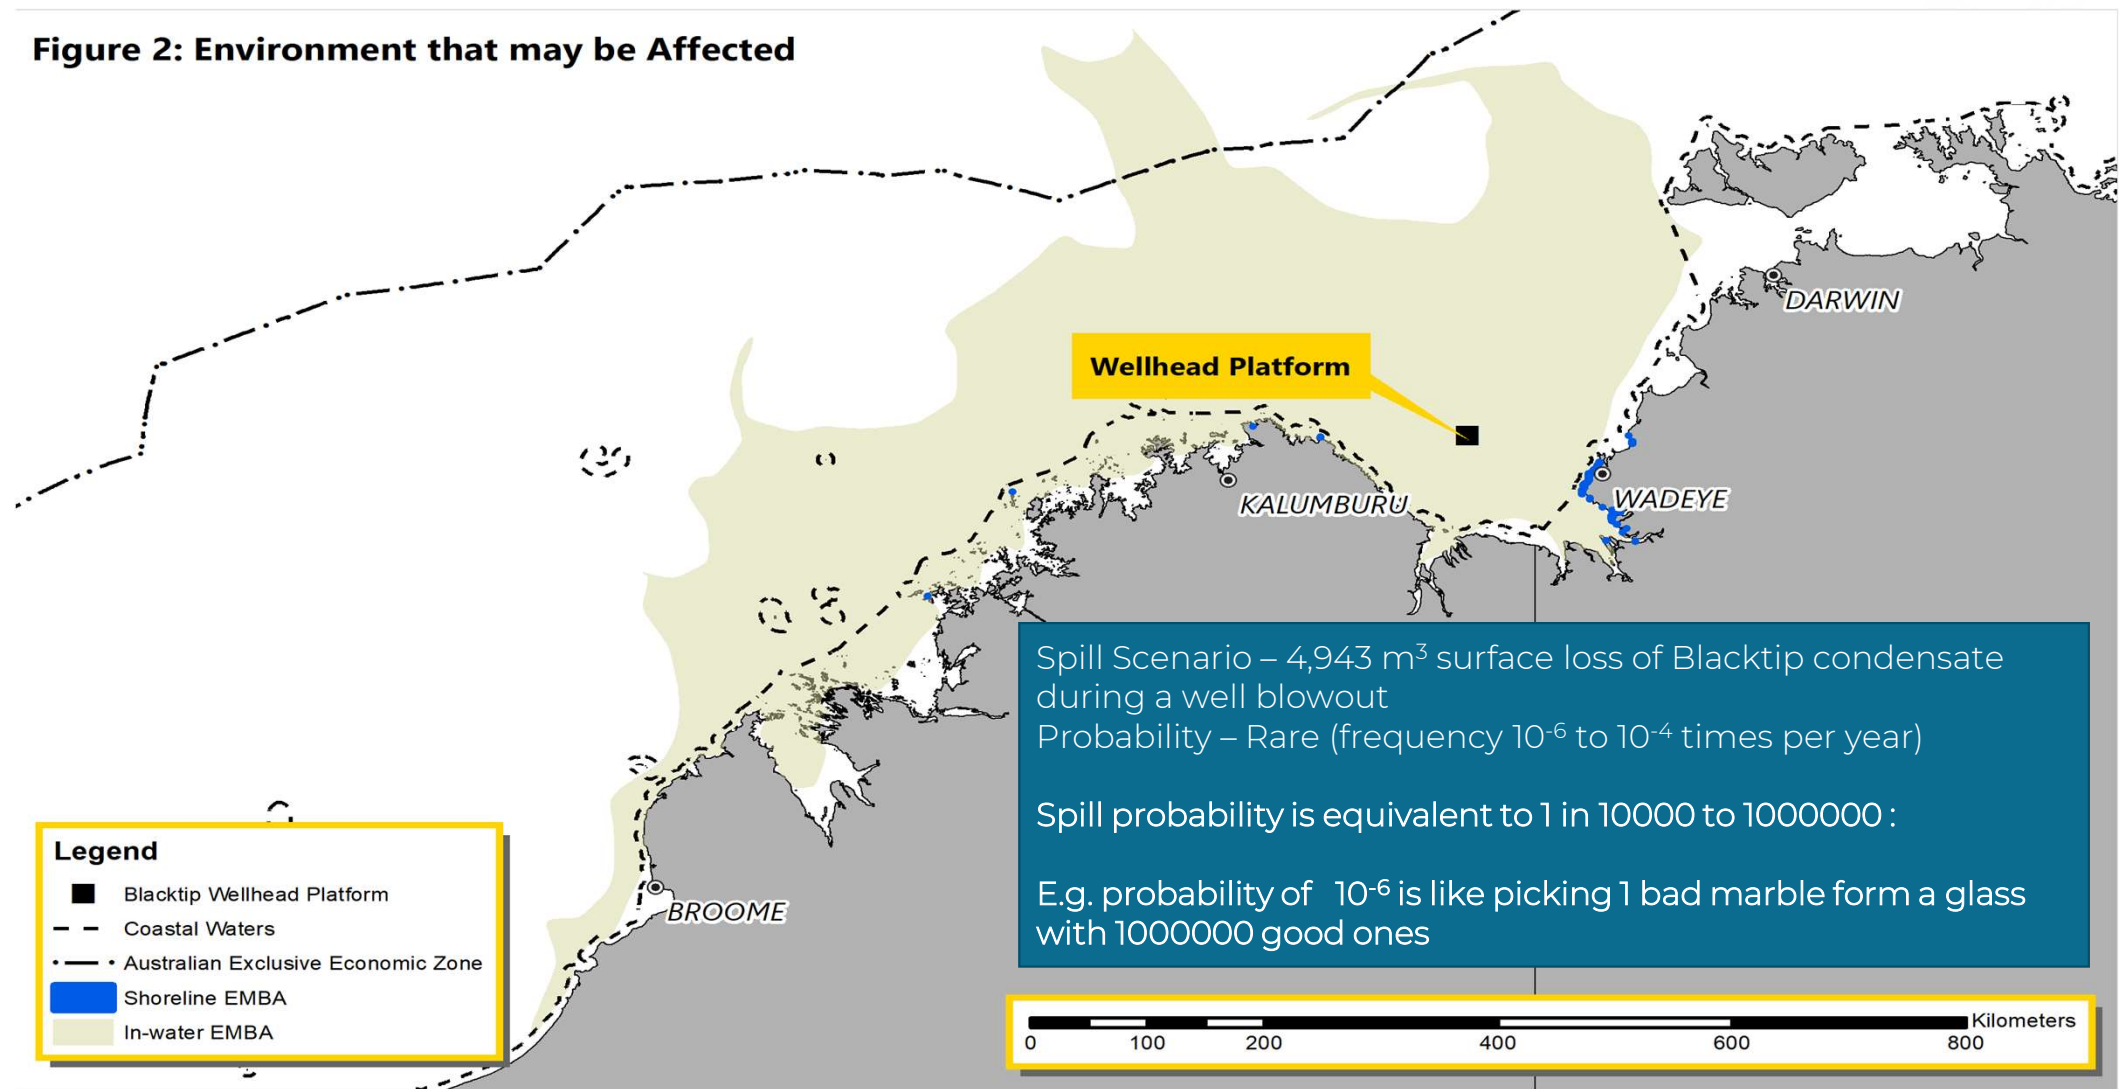 Figure 2: Environment that may be Affected
DARWIN
Wellhead Platform
WADEYE
KALUMBURU
Spill Scenario – 4,943 m³ surface loss of Blacktip condensate
during a well blowout
Probability – Rare (frequency 10⁻⁶ to 10⁻⁴ times per year)
Spill probability is equivalent to 1 in 10000 to 1000000 :
E.g. probability of 10⁻⁶ is like picking 1 bad marble form a glass
with 1000000 good ones
BROOME
Legend
Blacktip Wellhead Platform
Coastal Waters
Australian Exclusive Economic Zone
Shoreline EMBA
In-water EMBA
Kilometers
0 100 200 400 600 800